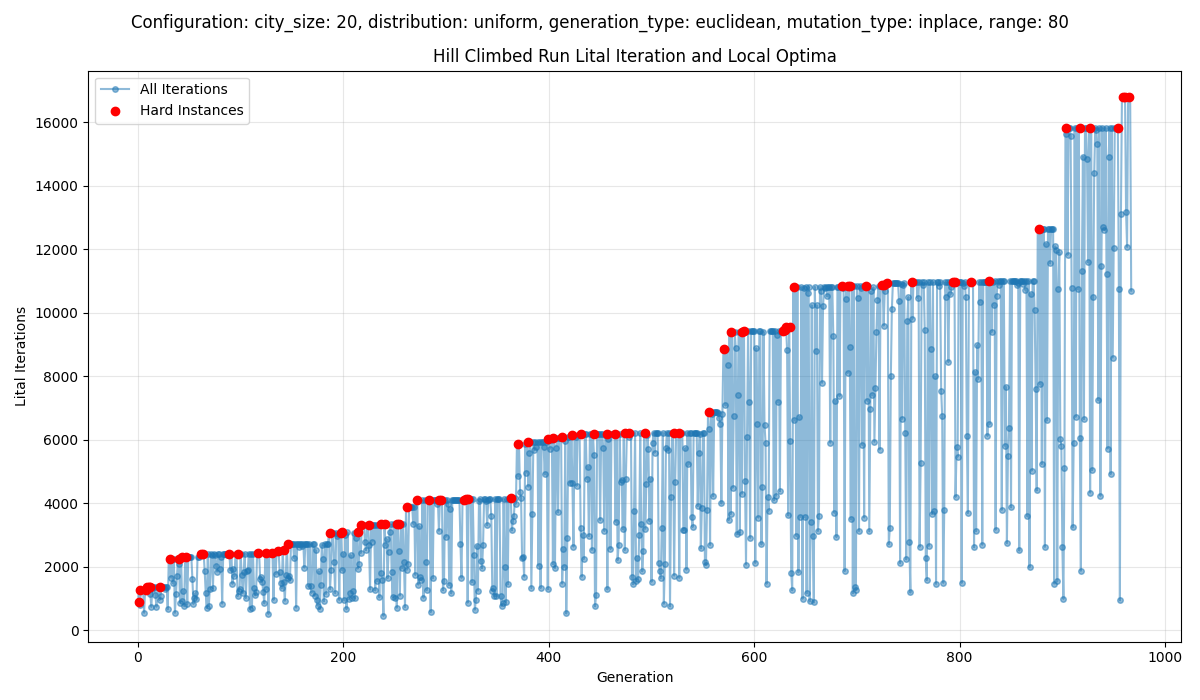 Configuration: city_size: 20, distribution: uniform, generation_type: euclidean, mutation_type: inplace, range: 80
Hill Climbed Run Lital Iteration and Local Optima
All Iterations
Hard Instances
16000
14000
12000
10000
8000
6000
4000
2000
0
Lital Iterations
0 200 400 600 800 1000
Generation